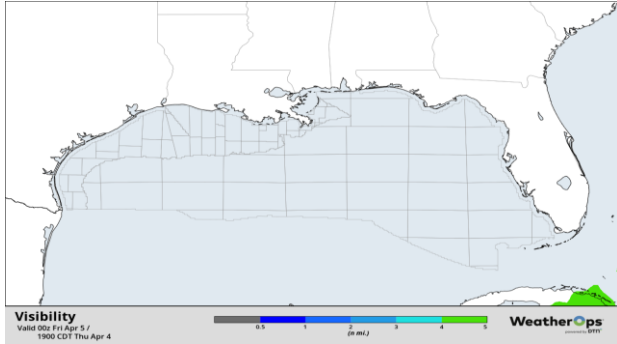 Visibility
Valid 00z Fri Apr 5 /
1900 CDT Thu Apr 4
0.5 1 2 3 4 5
(n mi.)
WeatherOps
powered by DTN